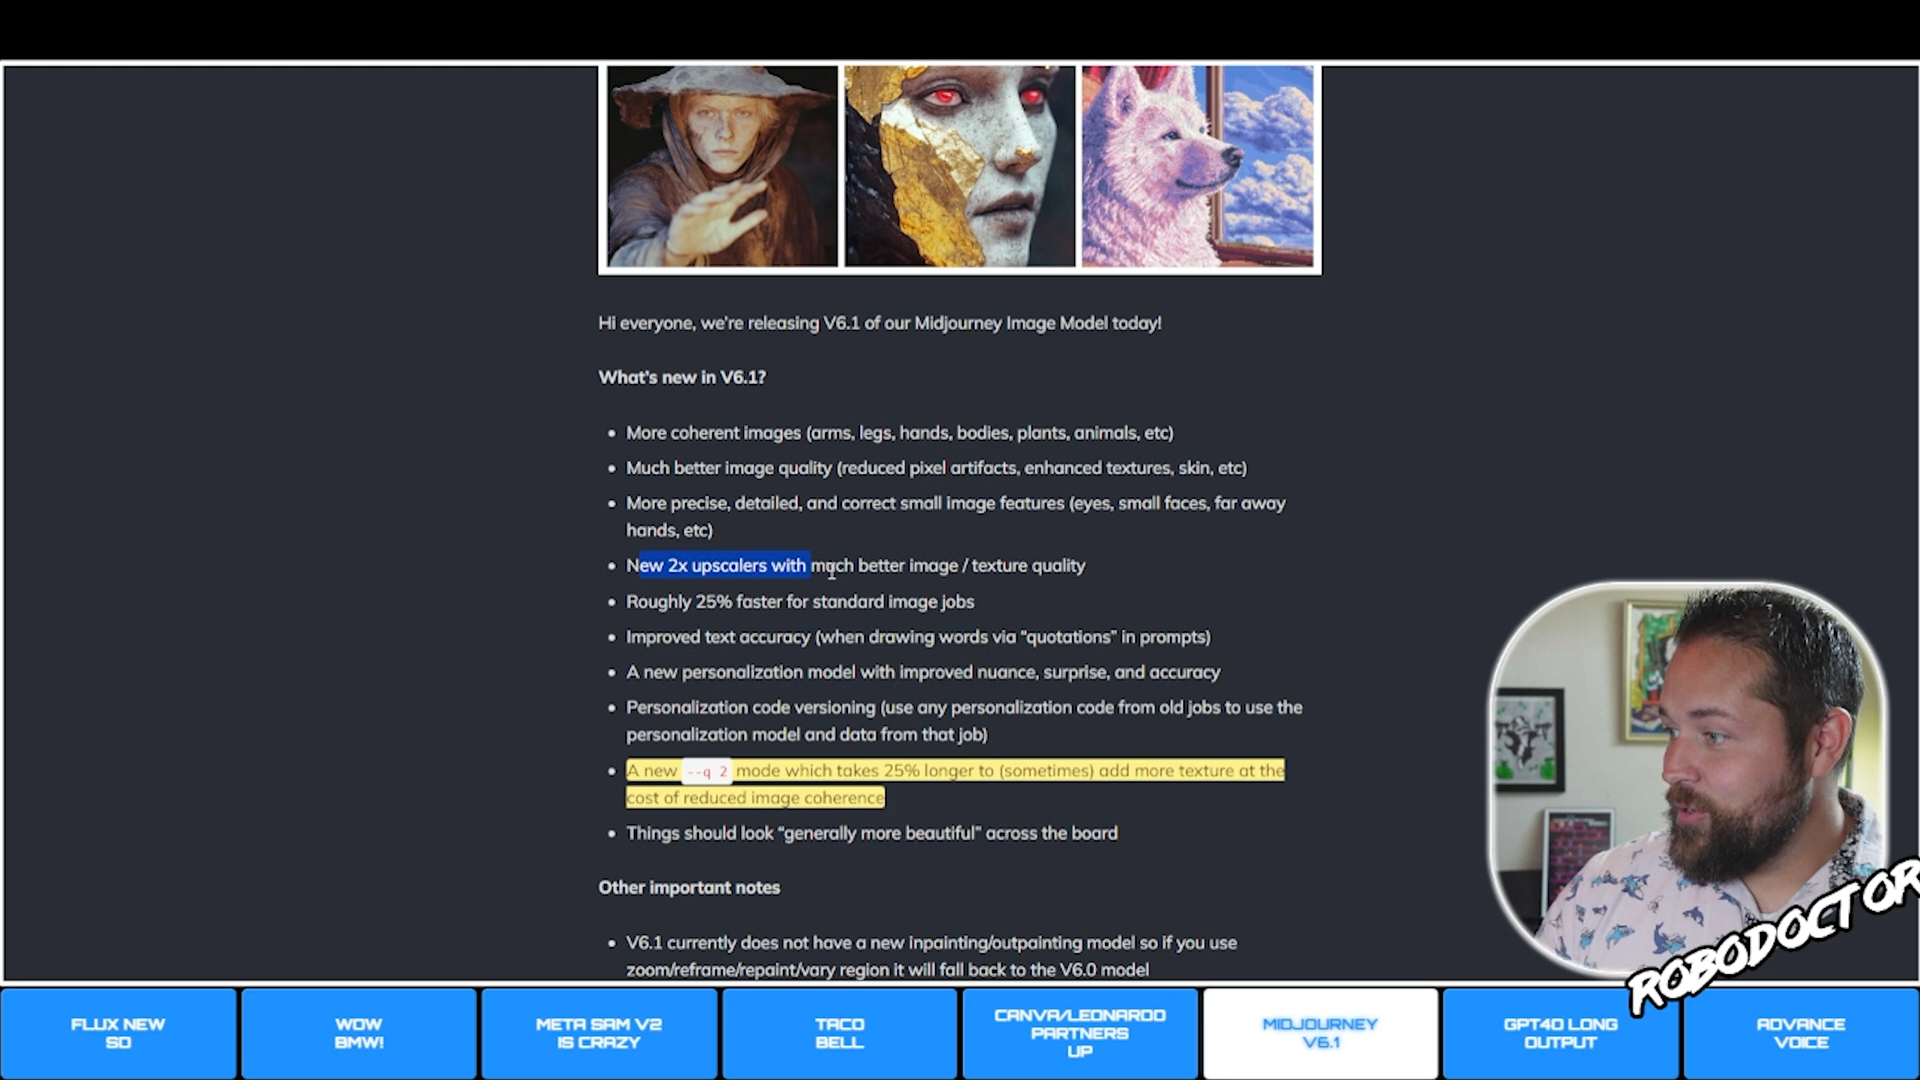 Hi everyone, we're releasing V6.1 of our Midjourney Image Model today!
What's new in V6.1?
More coherent images (arms, legs, hands, bodies, plants, animals, etc)
Much better image quality (reduced pixel artifacts, enhanced textures, skin, etc)
More precise, detailed, and correct small image features (eyes, small faces, far away
hands, etc)
New 2x upscalers with much better image / texture quality
Roughly 25% faster for standard image jobs
Improved text accuracy (when drawing words via “quotations” in prompts)
A new personalization model with improved nuance, surprise, and accuracy
Personalization code versioning (use any personalization code from old jobs to use the
personalization model and data from that job)
A new --q 2 mode which takes 25% longer to (sometimes) add more texture at the
cost of reduced image coherence
Things should look “generally more beautiful” across the board
Other important notes
V6.1 currently does not have a new inpainting/outpainting model so if you use
zoom/reframe/repaint/vary region it will fall back to the V6.0 model
ROBODOCTOR
FLUX NEW
SD
WOW
BMW!
META SAM V2
IS CRAZY
TACO
BELL
CANVA/LEONARDO
PARTNERS
UP
MIDJOURNEY
V6.1
GPT4O LONG
OUTPUT
ADVANCE
VOICE